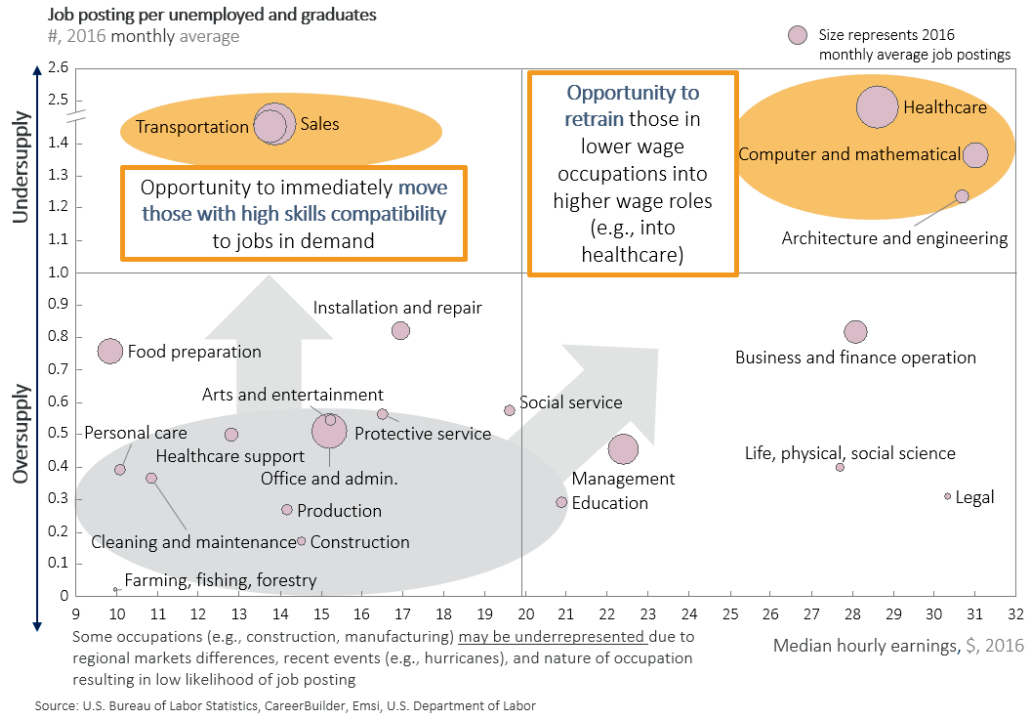 Job posting per unemployed and graduates
#, 2016 monthly average
Size represents 2016
monthly average job postings
Undersupply
Oversupply
2.6
2.5
1.4
1.3
1.2
1.1
1.0
0.9
0.8
0.7
0.6
0.5
0.4
0.3
0.2
0.1
0
Transportation
Sales
Opportunity to immediately move
those with high skills compatibility
to jobs in demand
Opportunity to
retrain those in
lower wage
occupations into
higher wage roles
(e.g., into
healthcare)
Healthcare
Computer and mathematical
Architecture and engineering
Installation and repair
Food preparation
Business and finance operation
Arts and entertainment
Social service
Personal care
Protective service
Healthcare support
Office and admin.
Management
Life, physical, social science
Education
Legal
Production
Cleaning and maintenance
Construction
Farming, fishing, forestry
9 10 11 12 13 14 15 16 17 18 19 20 21 22 23 24 25 26 27 28 29 30 31 32
Median hourly earnings, $, 2016
Some occupations (e.g., construction, manufacturing) may be underrepresented due to
regional markets differences, recent events (e.g., hurricanes), and nature of occupation
resulting in low likelihood of job posting
Source: U.S. Bureau of Labor Statistics, CareerBuilder, Emsi, U.S. Department of Labor